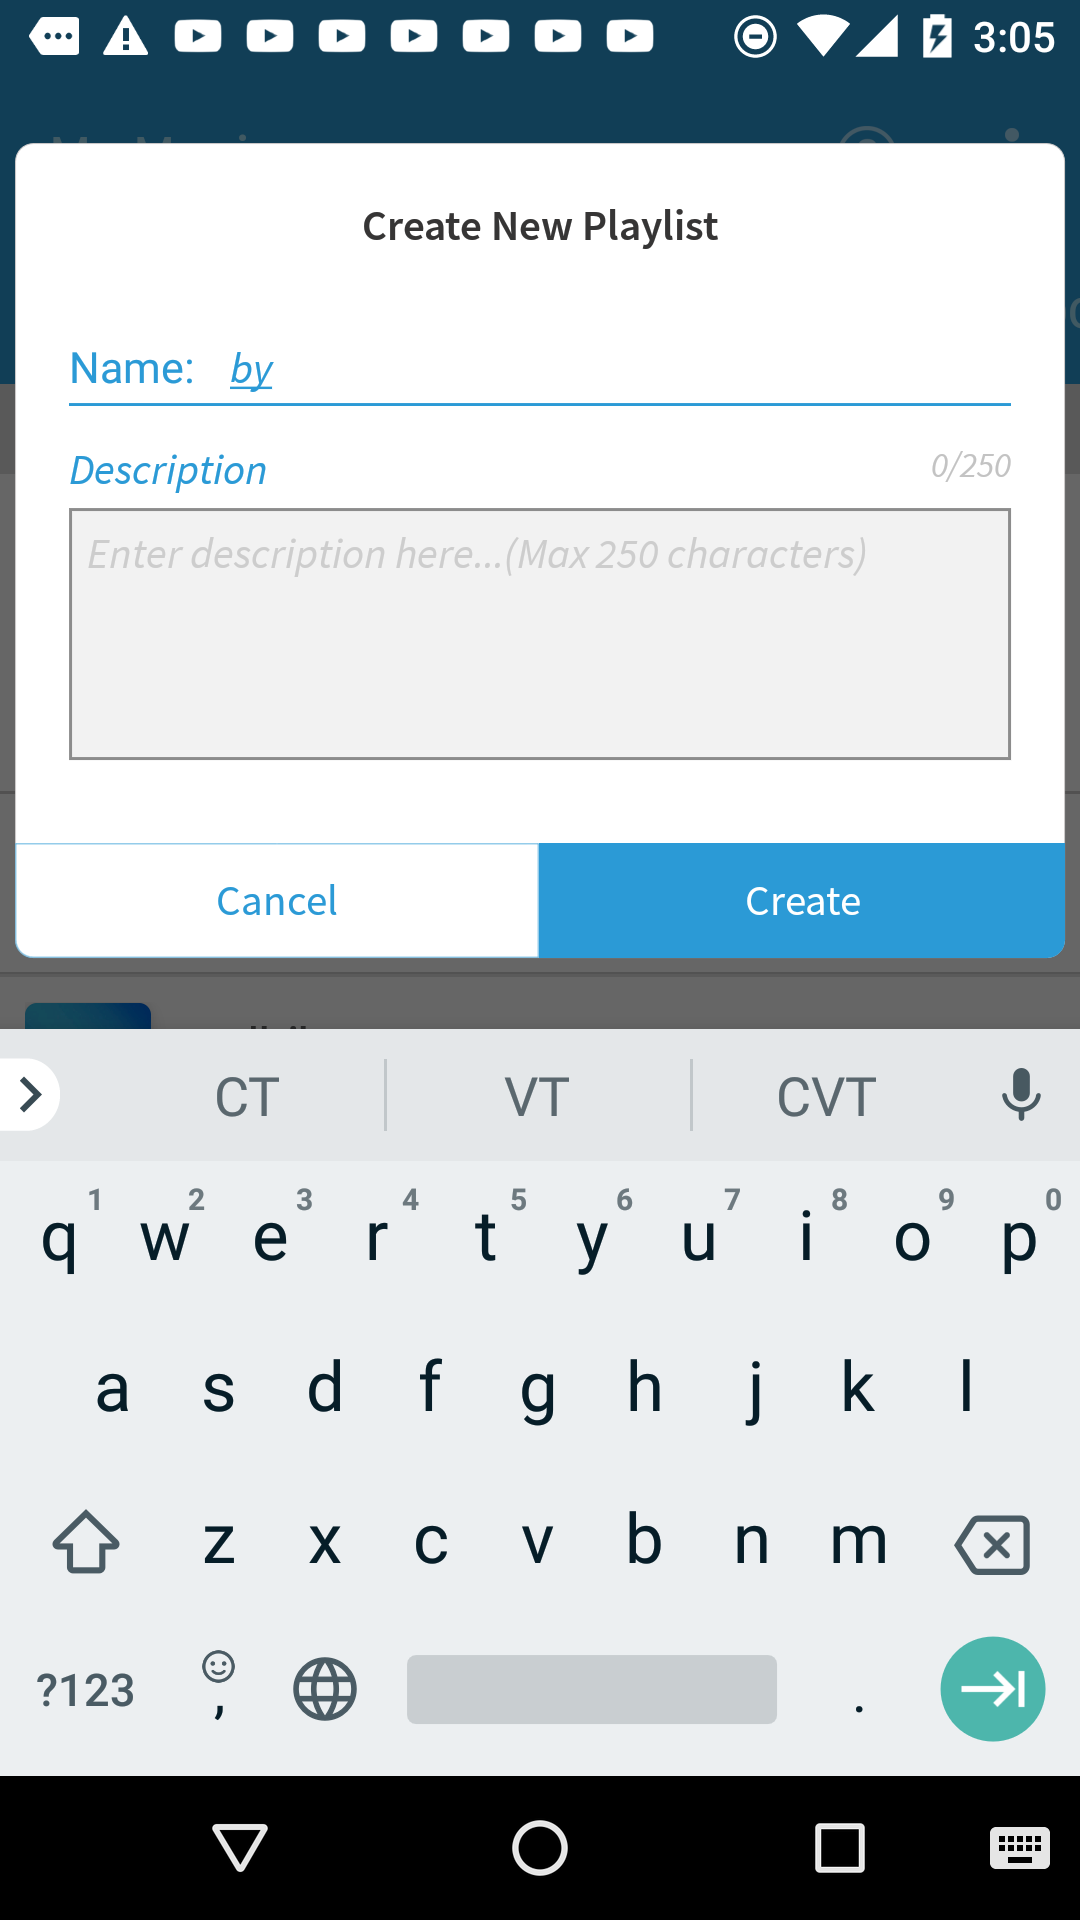 3:05
Create New Playlist
Name: by
Description 0/250
Enter description here...(Max 250 characters)
Cancel Create
CT VT CVT
1 2 3 4 5 6 7 8 9 0
q w e r t y u i o p
a s d f g h j k l
z x c v b n m
?123 , .